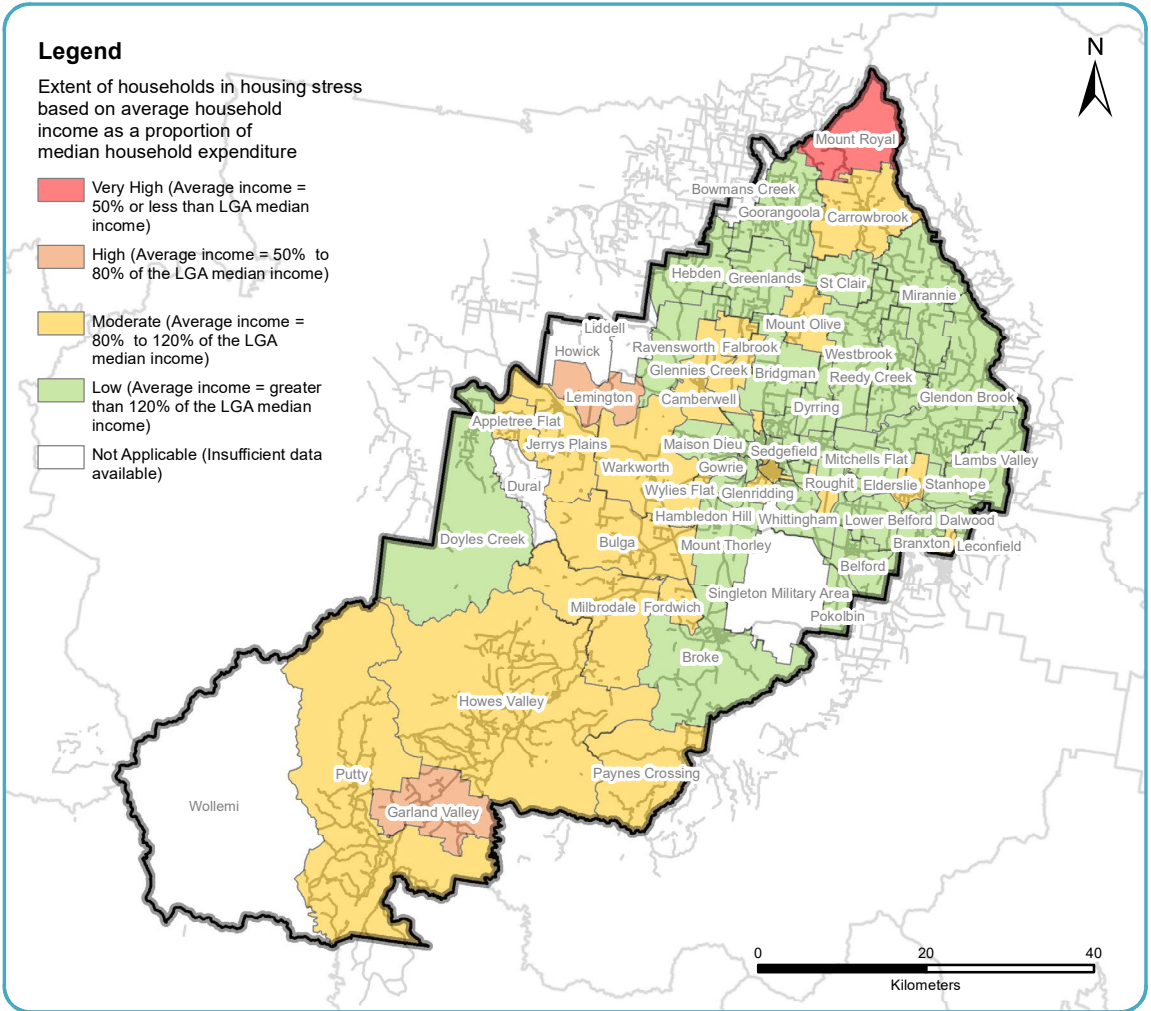 Legend
Extent of households in housing stress
based on average household
income as a proportion of
median household expenditure
Very High (Average income =
50% or less than LGA median
income)
High (Average income = 50% to
80% of the LGA median income)
Moderate (Average income =
80% to 120% of the LGA
median income)
Low (Average income = greater
than 120% of the LGA median
income)
Not Applicable (Insufficient data
available)
N
Mount Royal
Bowmans Creek
Goorangoola
Carrowbrook
Hebden
Greenlands
St Clair
Mirannie
Liddell
Mount Olive
Howick
Ravensworth
Falbrook
Westbrook
Glennies Creek
Bridgman
Reedy Creek
Lemington
Camberwell
Glendon Brook
Dyrring
Appletree Flat
Jerrys Plains
Maison Dieu
Sedgefield
Mitchells Flat
Lambs Valley
Warkworth
Gowrie
Dural
Wylies Flat
Glenridding
Roughit
Elderslie
Stanhope
Hambledon Hill
Whittingham
Lower Belford
Dalwood
Doyles Creek
Bulga
Mount Thorley
Branxton
Leconfield
Belford
Singleton Military Area
Milbrodale
Fordwich
Pokolbin
Broke
Howes Valley
Putty
Paynes Crossing
Wollemi
Garland Valley
0
20
40
Kilometers